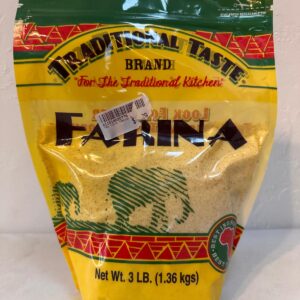 TRADITIONAL TASTE
BRAND
"For The Traditional Kitchen"
FARINA
Net Wt. 3 LB. (1.36 kgs)